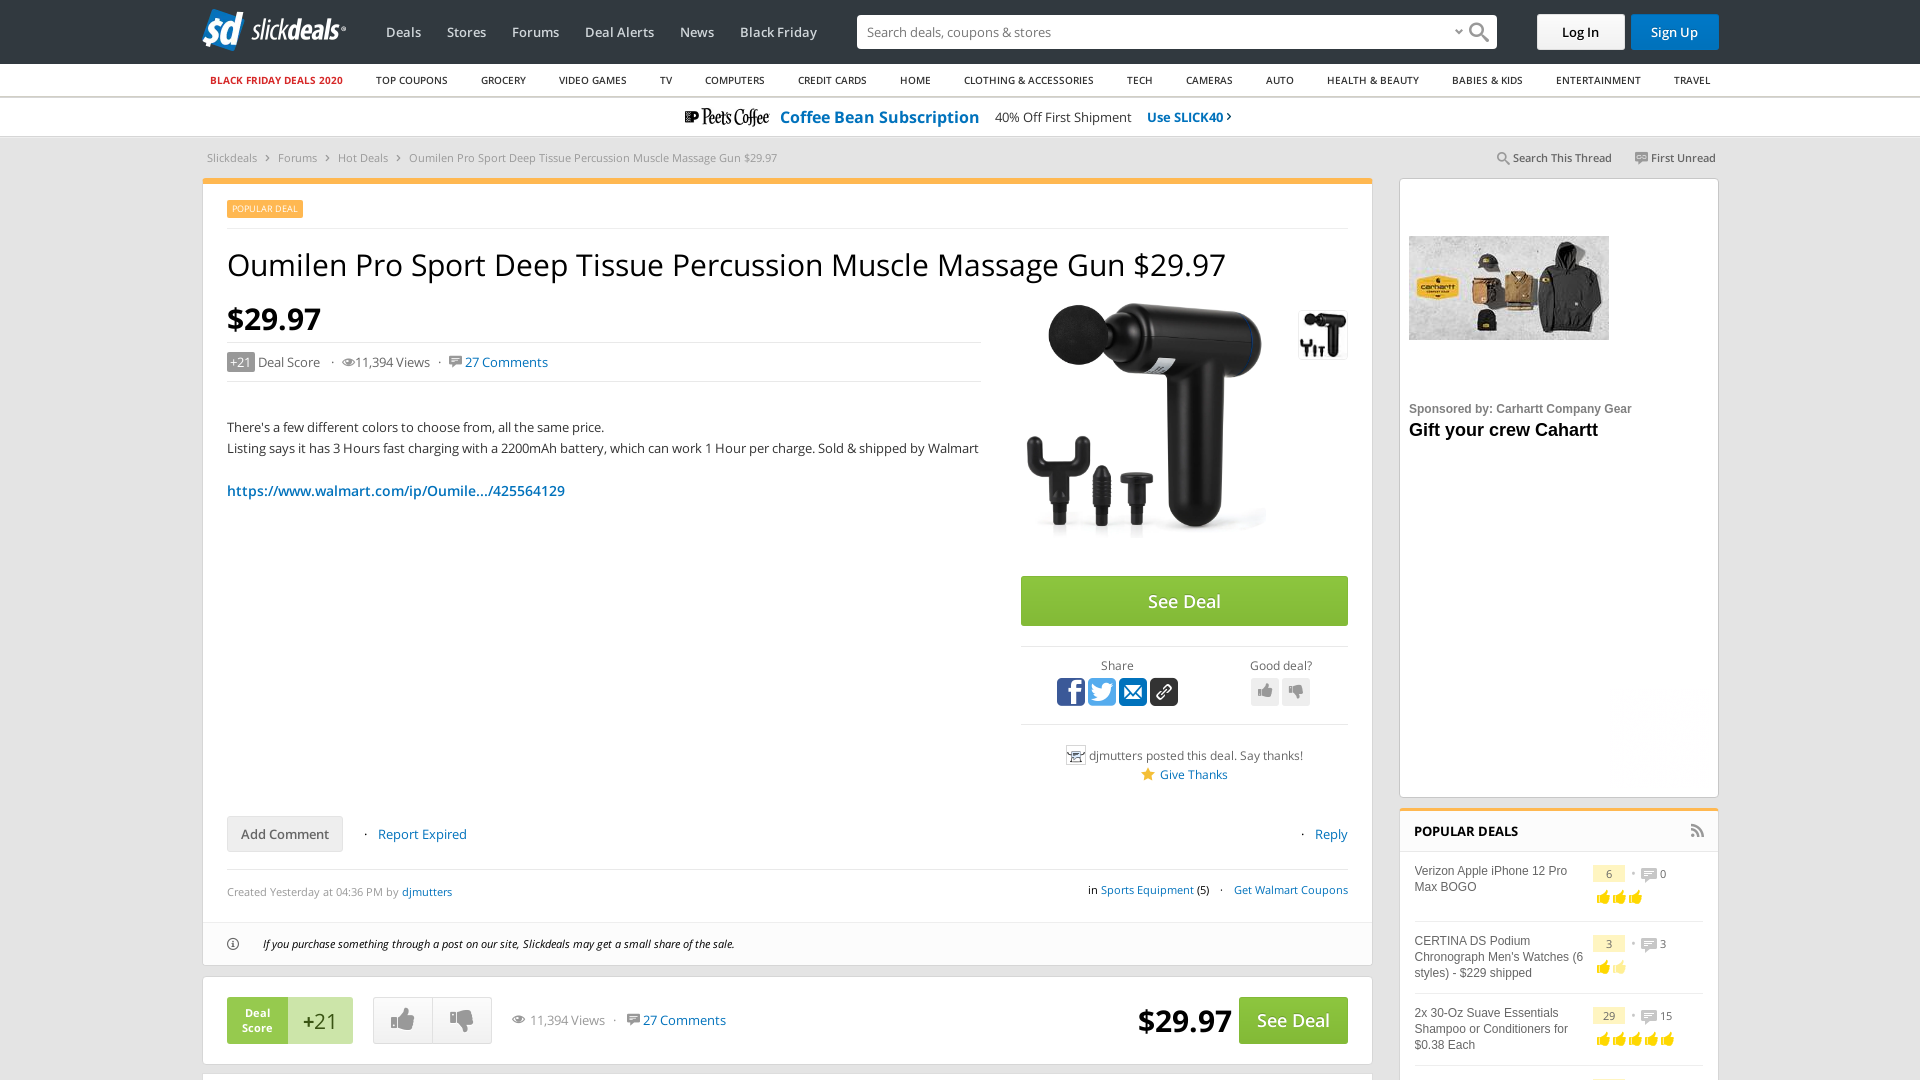 sd slickdeals
Deals
Stores
Forums
Deal Alerts
News
Black Friday
Search deals, coupons & stores
Log In
Sign Up
BLACK FRIDAY DEALS 2020
TOP COUPONS
GROCERY
VIDEO GAMES
TV
COMPUTERS
CREDIT CARDS
HOME
CLOTHING & ACCESSORIES
TECH
CAMERAS
AUTO
HEALTH & BEAUTY
BABIES & KIDS
ENTERTAINMENT
TRAVEL
Peet's Coffee Coffee Bean Subscription 40% Off First Shipment Use SLICK40 ›
Slickdeals › Forums › Hot Deals › Oumilen Pro Sport Deep Tissue Percussion Muscle Massage Gun $29.97
Search This Thread
First Unread
POPULAR DEAL
Oumilen Pro Sport Deep Tissue Percussion Muscle Massage Gun $29.97
$29.97
+21 Deal Score · 11,394 Views · 27 Comments
There's a few different colors to choose from, all the same price.
Listing says it has 3 Hours fast charging with a 2200mAh battery, which can work 1 Hour per charge. Sold & shipped by Walmart
https://www.walmart.com/ip/Oumile.../425564129
See Deal
Share
Good deal?
djmutters posted this deal. Say thanks!
Give Thanks
Add Comment · Report Expired
· Reply
Created Yesterday at 04:36 PM by djmutters
in Sports Equipment (5) · Get Walmart Coupons
If you purchase something through a post on our site, Slickdeals may get a small share of the sale.
Deal
Score
+21
11,394 Views · 27 Comments
$29.97
See Deal
carhartt
Sponsored by: Carhartt Company Gear
Gift your crew Cahartt
POPULAR DEALS
Verizon Apple iPhone 12 Pro
Max BOGO
6 • 0
CERTINA DS Podium
Chronograph Men's Watches (6
styles) - $229 shipped
3 • 3
2x 30-Oz Suave Essentials
Shampoo or Conditioners for
$0.38 Each
29 • 15